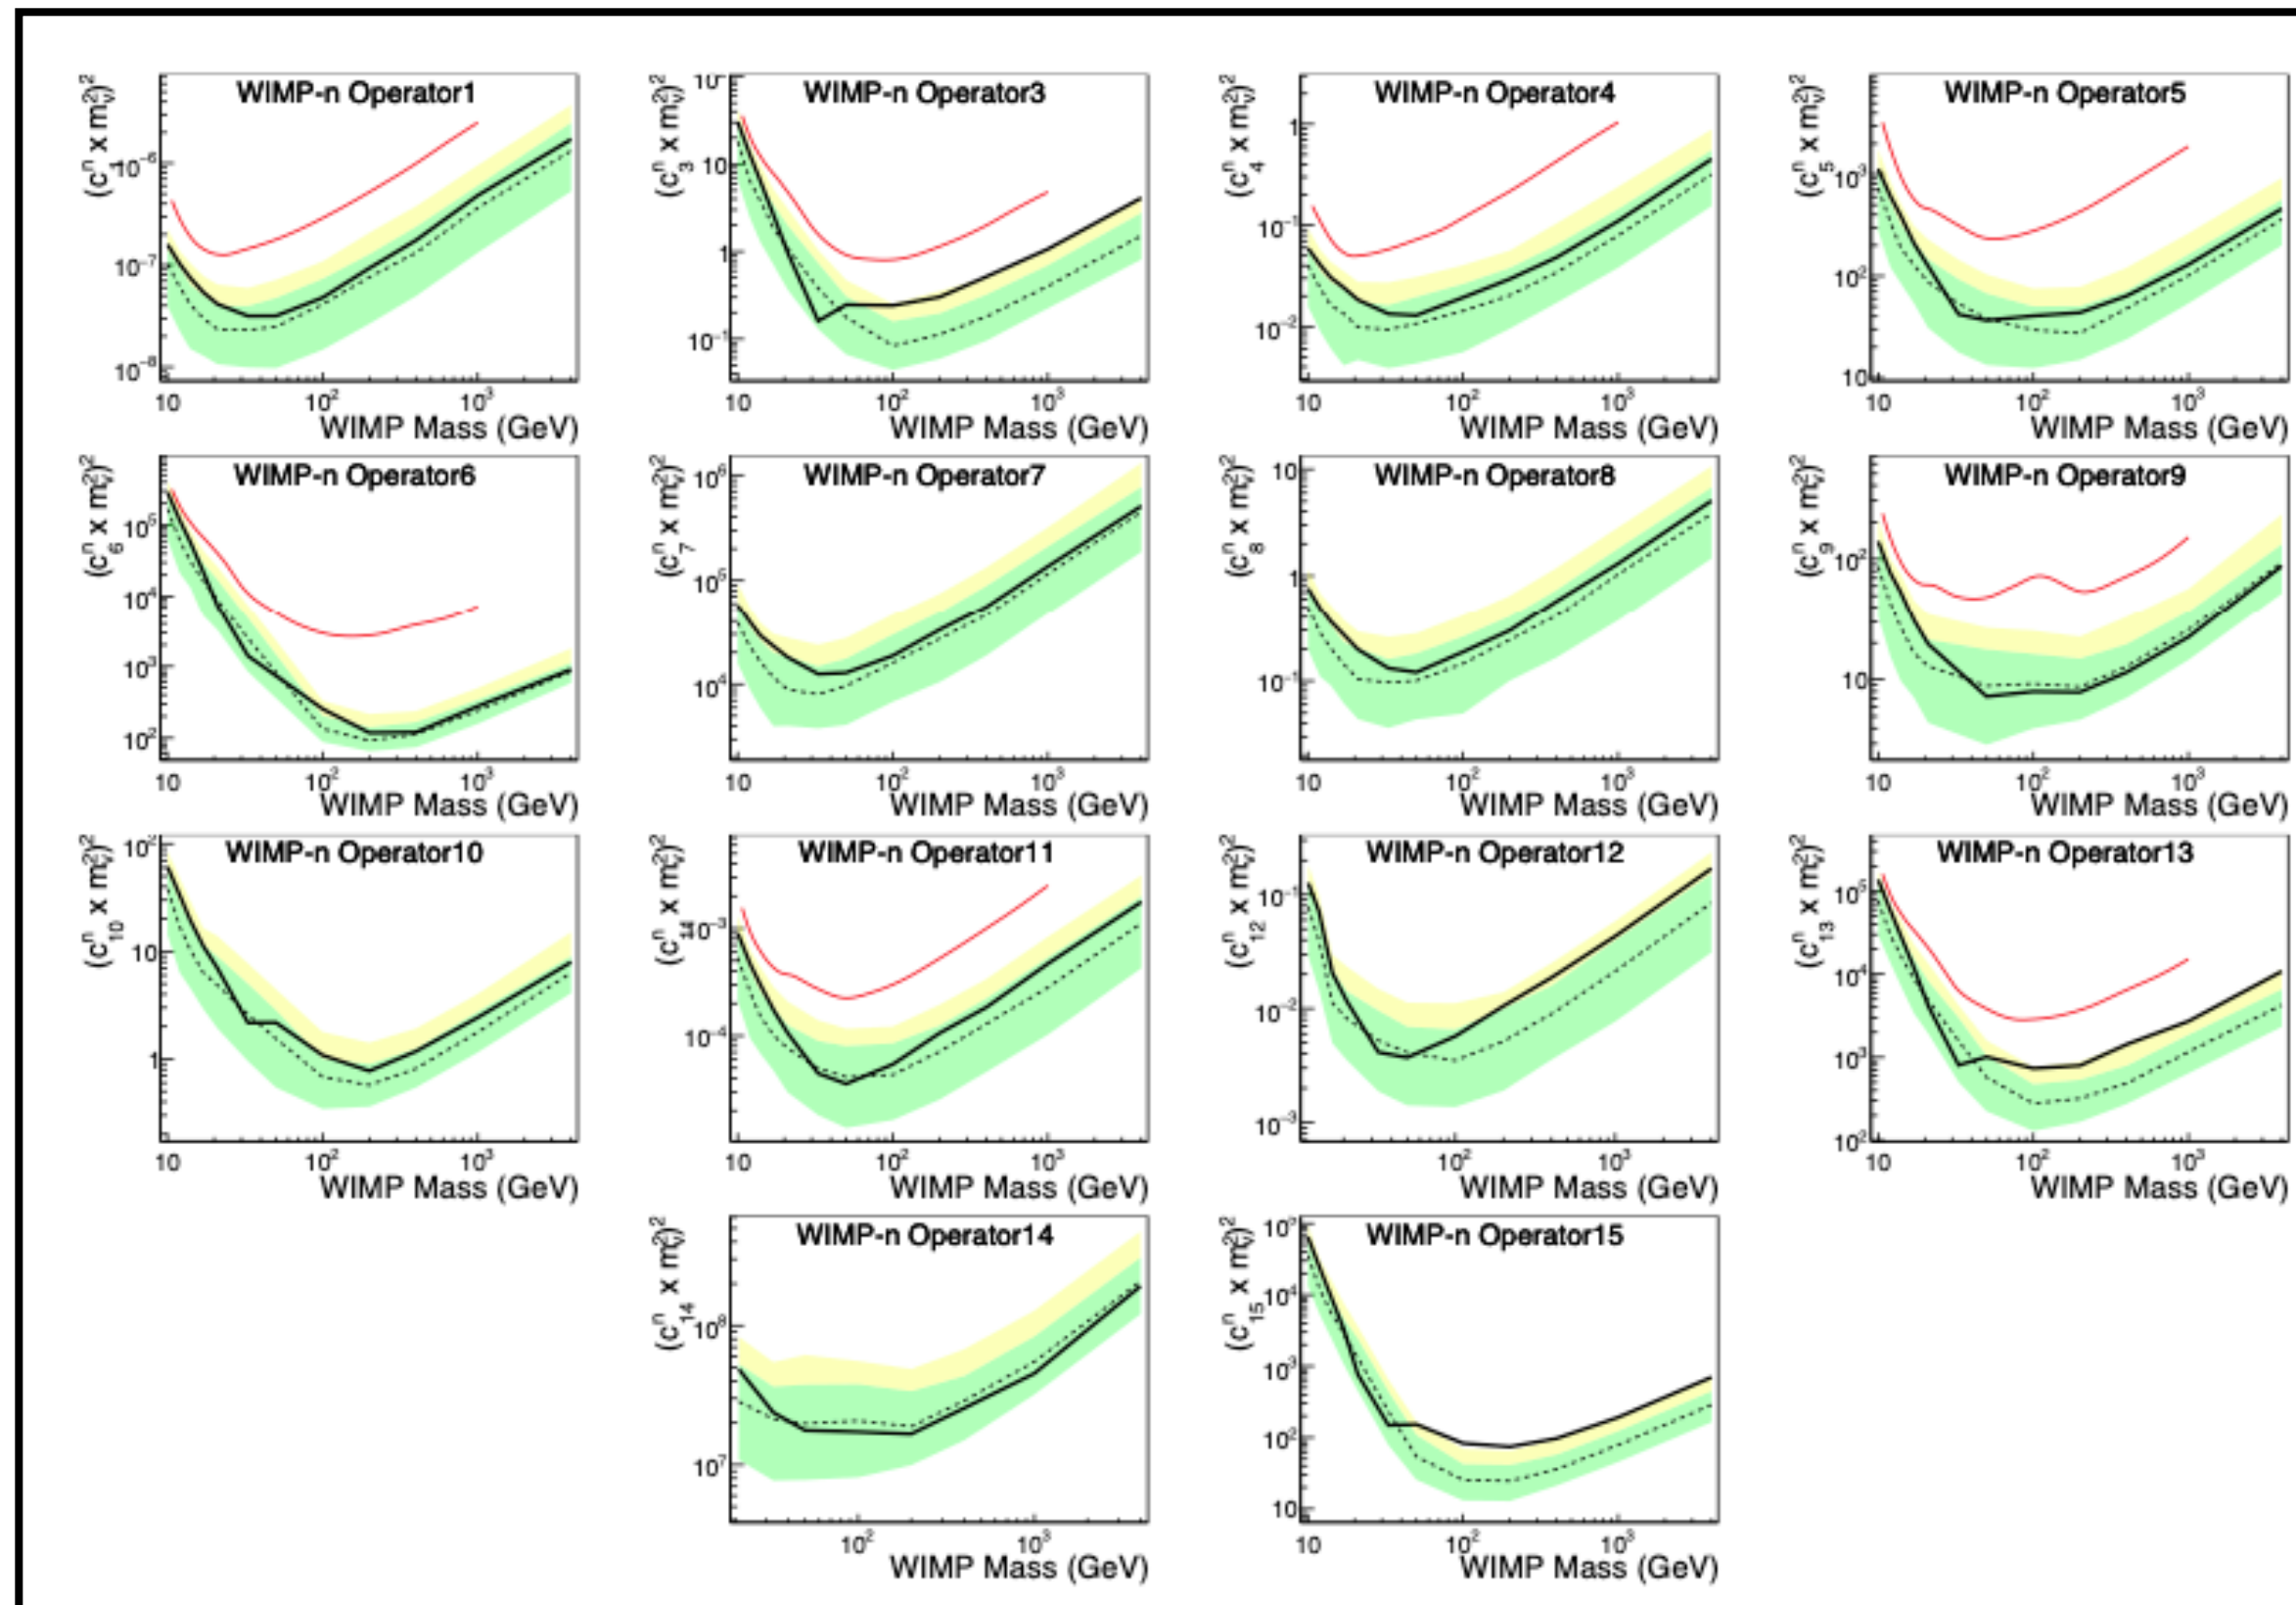 WIMP-n Operator1
(c₁ⁿ x m²ᵥ)²
10⁻⁶
10⁻⁷
10⁻⁸
10 10² 10³
WIMP Mass (GeV)
WIMP-n Operator3
(c₃ⁿ x m²ᵥ)²
10
1
10⁻¹
10 10² 10³
WIMP Mass (GeV)
WIMP-n Operator4
(c₄ⁿ x m²ᵥ)²
1
10⁻¹
10⁻²
10 10² 10³
WIMP Mass (GeV)
WIMP-n Operator5
(c₅ⁿ x m²ᵥ)²
10³
10²
10
10 10² 10³
WIMP Mass (GeV)
WIMP-n Operator6
(c₆ⁿ x m²ᵥ)²
10⁵
10⁴
10³
10²
10 10² 10³
WIMP Mass (GeV)
WIMP-n Operator7
(c₇ⁿ x m²ᵥ)²
10⁶
10⁵
10⁴
10 10² 10³
WIMP Mass (GeV)
WIMP-n Operator8
(c₈ⁿ x m²ᵥ)²
10
1
10⁻¹
10 10² 10³
WIMP Mass (GeV)
WIMP-n Operator9
(c₉ⁿ x m²ᵥ)²
10²
10
10 10² 10³
WIMP Mass (GeV)
WIMP-n Operator10
(c₁₀ⁿ x m²ᵥ)²
10²
10
1
10 10² 10³
WIMP Mass (GeV)
WIMP-n Operator11
(c₁₁ⁿ x m²ᵥ)²
10⁻³
10⁻⁴
10 10² 10³
WIMP Mass (GeV)
WIMP-n Operator12
(c₁₂ⁿ x m²ᵥ)²
10⁻¹
10⁻²
10⁻³
10² 10³
WIMP Mass (GeV)
WIMP-n Operator13
(c₁₃ⁿ x m²ᵥ)²
10⁵
10⁴
10³
10²
10 10² 10³
WIMP Mass (GeV)
WIMP-n Operator14
(c₁₄ⁿ x m²ᵥ)²
10⁸
10⁷
10² 10³
WIMP Mass (GeV)
WIMP-n Operator15
(c₁₅ⁿ x m²ᵥ)²
10⁵
10⁴
10³
10²
10
10 10² 10³
WIMP Mass (GeV)